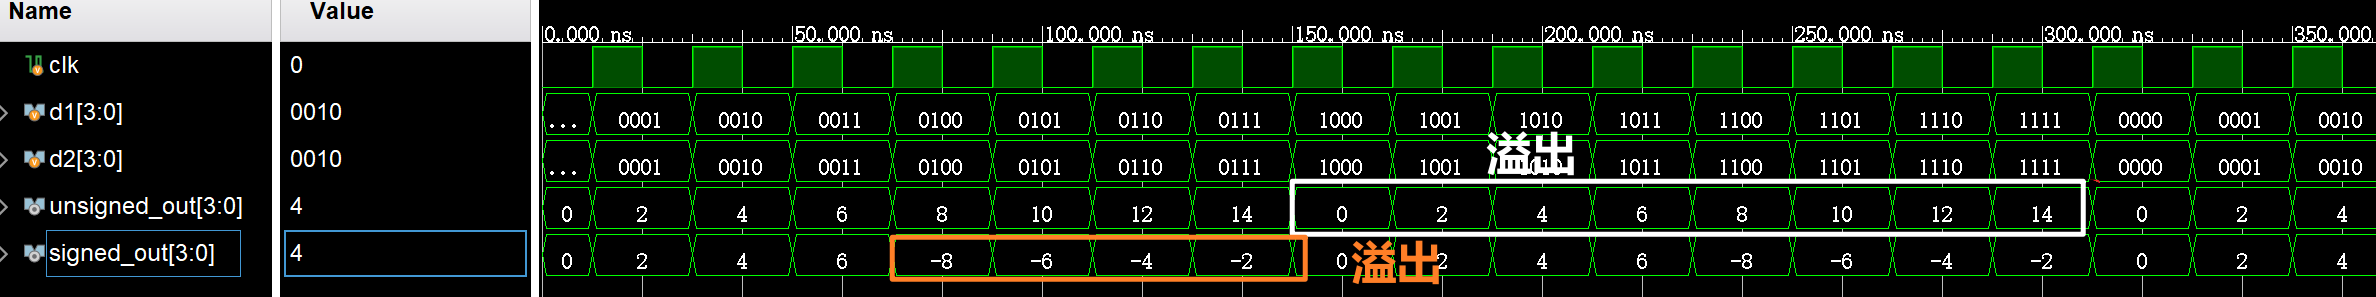 Name Value
0.000 ns 50.000 ns 100.000 ns 150.000 ns 200.000 ns 250.000 ns 300.000 ns 350.000
clk 0
d1[3:0] 0010 ... 0001 0010 0011 0100 0101 0110 0111 1000 1001 1010 1011 1100 1101 1110 1111 0000 0001 0010
溢出
d2[3:0] 0010 ... 0001 0010 0011 0100 0101 0110 0111 1000 1001 1011 1100 1101 1110 1111 0000 0001 0010
unsigned_out[3:0] 4 0 2 4 6 8 10 12 14 0 2 4 6 8 10 12 14 0 2 4
signed_out[3:0] 4 0 2 4 6 -8 -6 -4 -2 0 2 4 6 -8 -6 -4 -2 0 2 4
溢出